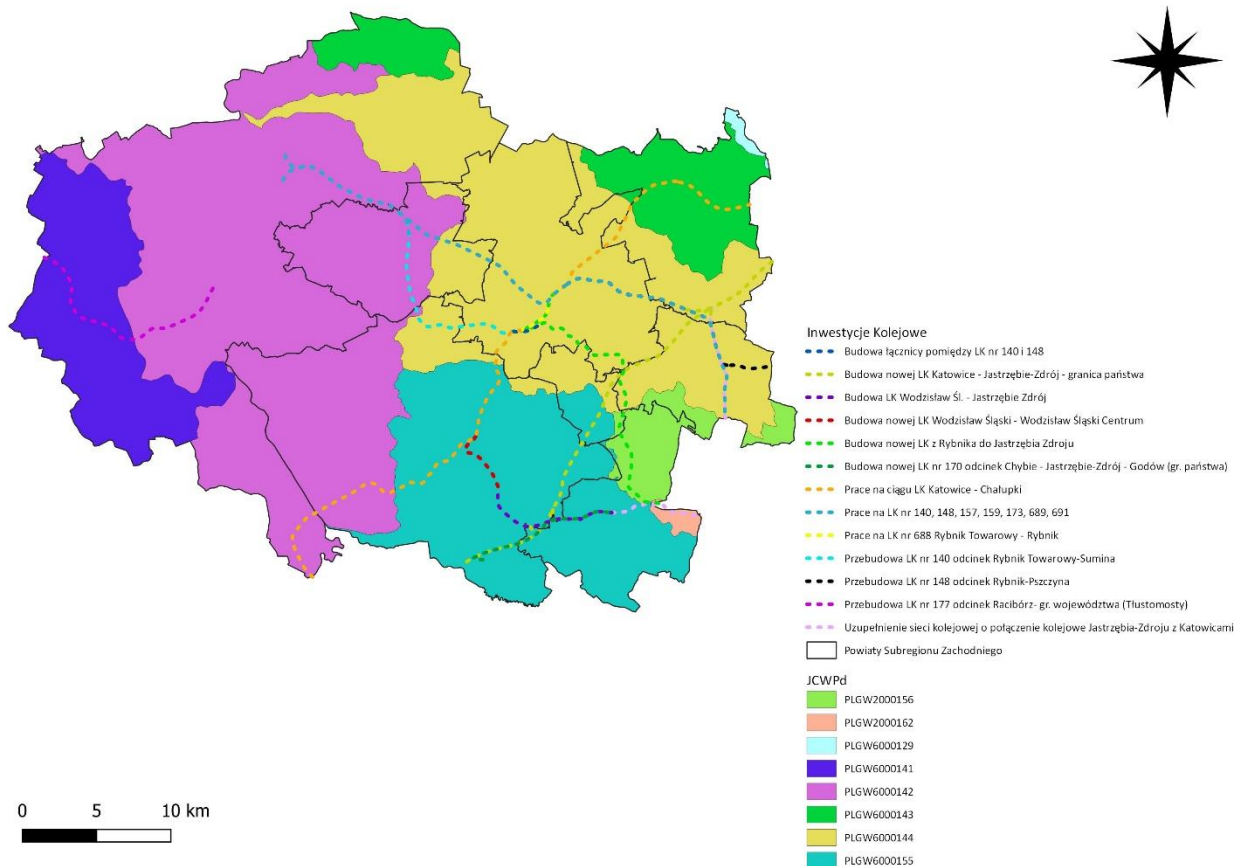 Inwestycje Kolejowe
Budowa łącznicy pomiędzy LK nr 140 i 148
Budowa nowej LK Katowice - Jastrzębie-Zdrój - granica państwa
Budowa LK Wodzisław Śl. - Jastrzębie Zdrój
Budowa nowej LK Wodzisław Śląski - Wodzisław Śląski Centrum
Budowa nowej LK z Rybnika do Jastrzębia Zdroju
Budowa nowej LK nr 170 odcinek Chybie - Jastrzębie-Zdrój - Godów (gr. państwa)
Prace na ciągu LK Katowice - Chałupki
Prace na LK nr 140, 148, 157, 159, 173, 689, 691
Prace na LK nr 688 Rybnik Towarowy - Rybnik
Przebudowa LK nr 140 odcinek Rybnik Towarowy-Sumina
Przebudowa LK nr 148 odcinek Rybnik-Pszczyna
Przebudowa LK nr 177 odcinek Racibórz- gr. województwa (Tłustomosty)
Uzupełnienie sieci kolejowej o połączenie kolejowe Jastrzębia-Zdroju z Katowicami
Powiaty Subregionu Zachodniego
JCWPd
PLGW2000156
PLGW2000162
PLGW6000129
PLGW6000141
PLGW6000142
PLGW6000143
PLGW6000144
PLGW6000155
0 5 10 km